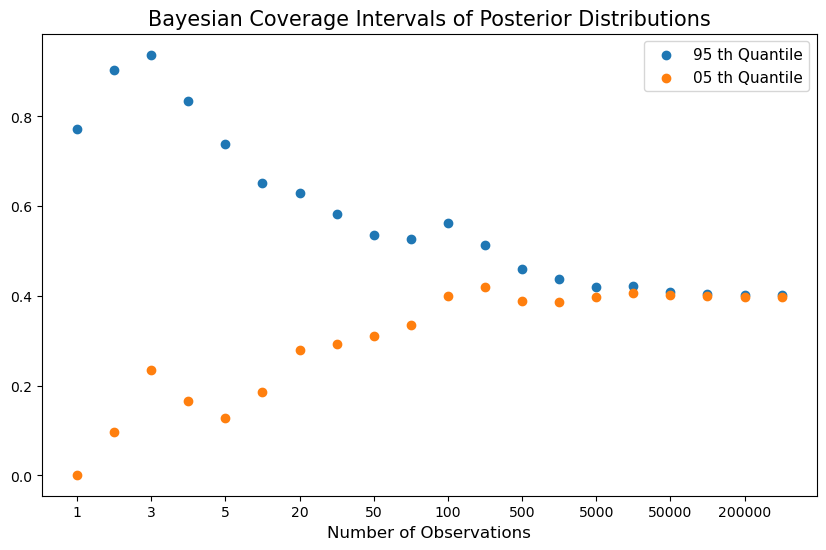 Bayesian Coverage Intervals of Posterior Distributions
95 th Quantile
05 th Quantile
0.8
0.6
0.4
0.2
0.0
1 3 5 20 50 100 500 5000 50000 200000
Number of Observations